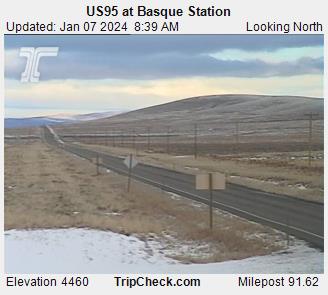 US95 at Basque Station
Updated: Jan 07 2024 8:39 AM Looking North
Elevation 4460 TripCheck.com Milepost 91.62